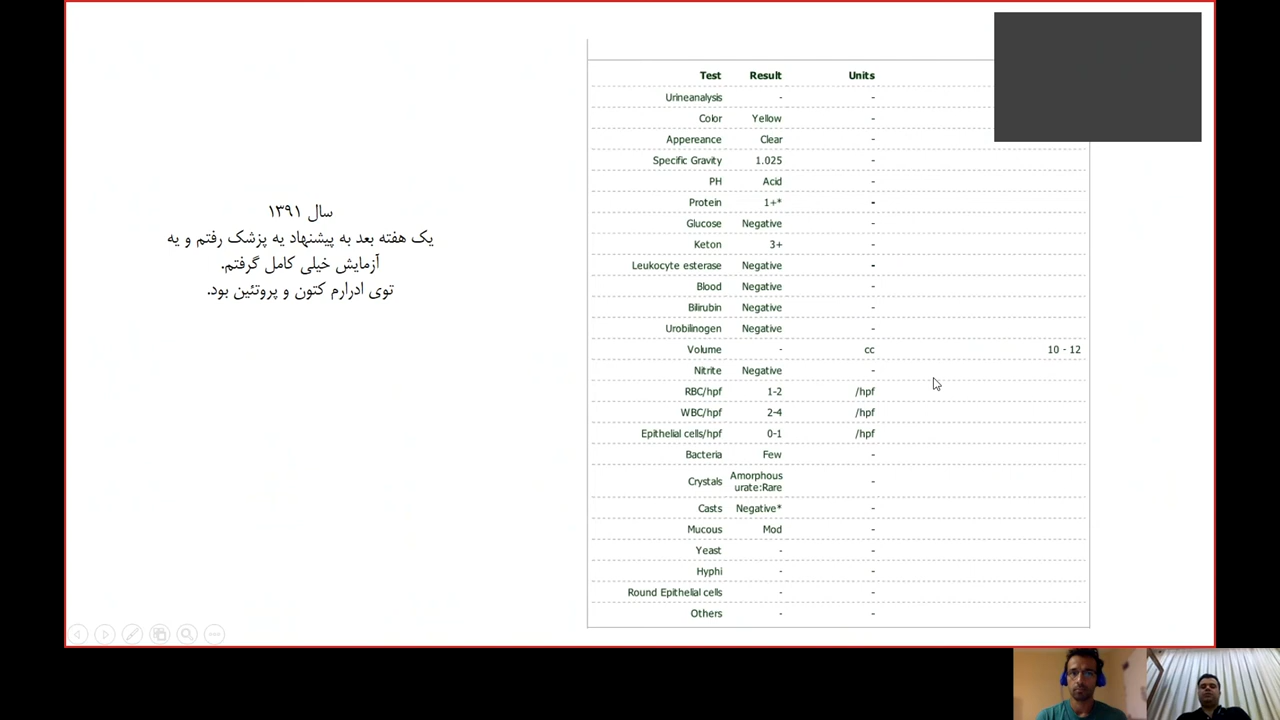 سال ۱۳۹۱
یک هفته بعد به پیشنهاد یه پزشک رفتم و یه
آزمایش خیلی کامل گرفتم.
توی ادرارم کتون و پروتئین بود.
Test Result Units
Urineanalysis - -
Color Yellow -
Appereance Clear -
Specific Gravity 1.025 -
PH Acid -
Protein 1+* -
Glucose Negative -
Keton 3+
Leukocyte esterase Negative -
Blood Negative -
Bilirubin Negative -
Urobilinogen Negative -
Volume - cc 10 - 12
Nitrite Negative -
RBC/hpf 1-2 /hpf
WBC/hpf 2-4 /hpf
Epithelial cells/hpf 0-1 /hpf
Bacteria Few -
Crystals Amorphous -
urate:Rare
Casts Negative* -
Mucous Mod -
Yeast - -
Hyphi - -
Round Epithelial cells - -
Others - -